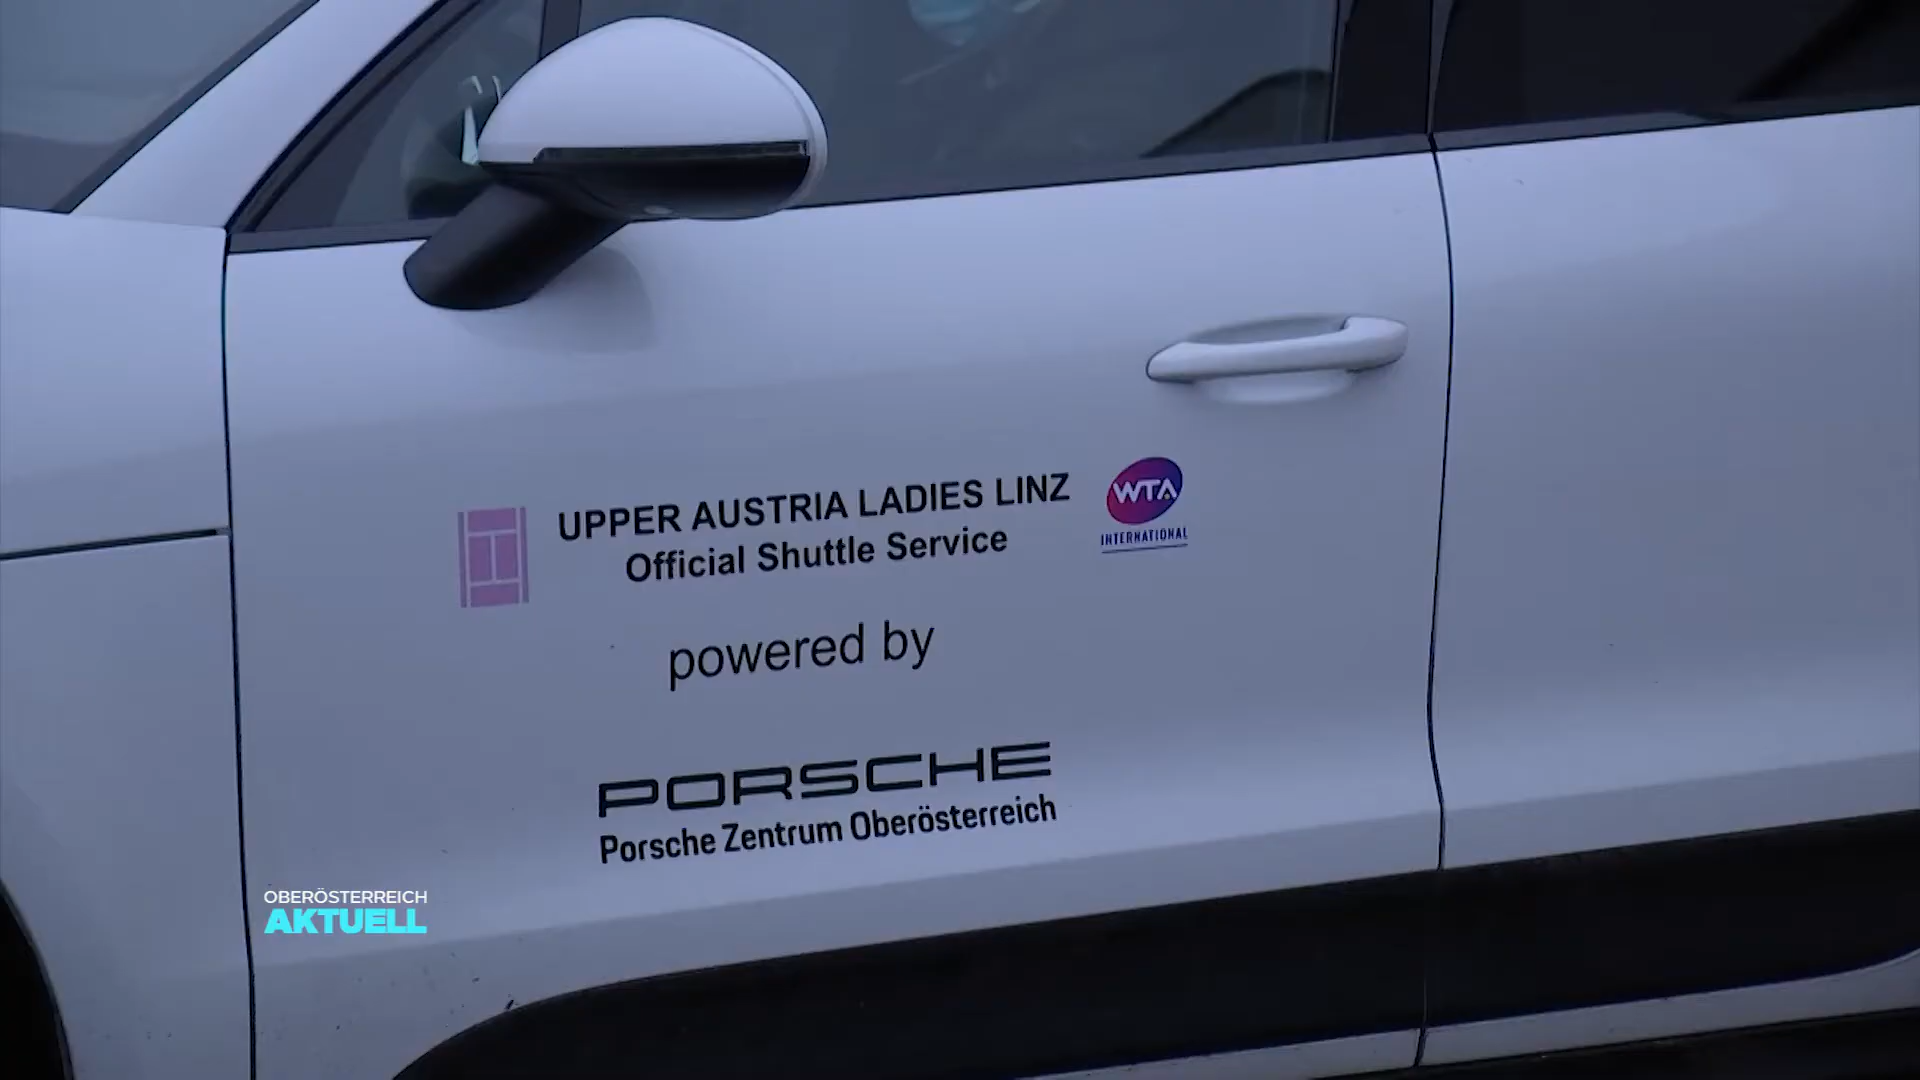 UPPER AUSTRIA LADIES LINZ
Official Shuttle Service
WTA
INTERNATIONAL
powered by
PORSCHE
Porsche Zentrum Oberösterreich
OBERÖSTERREICH
AKTUELL